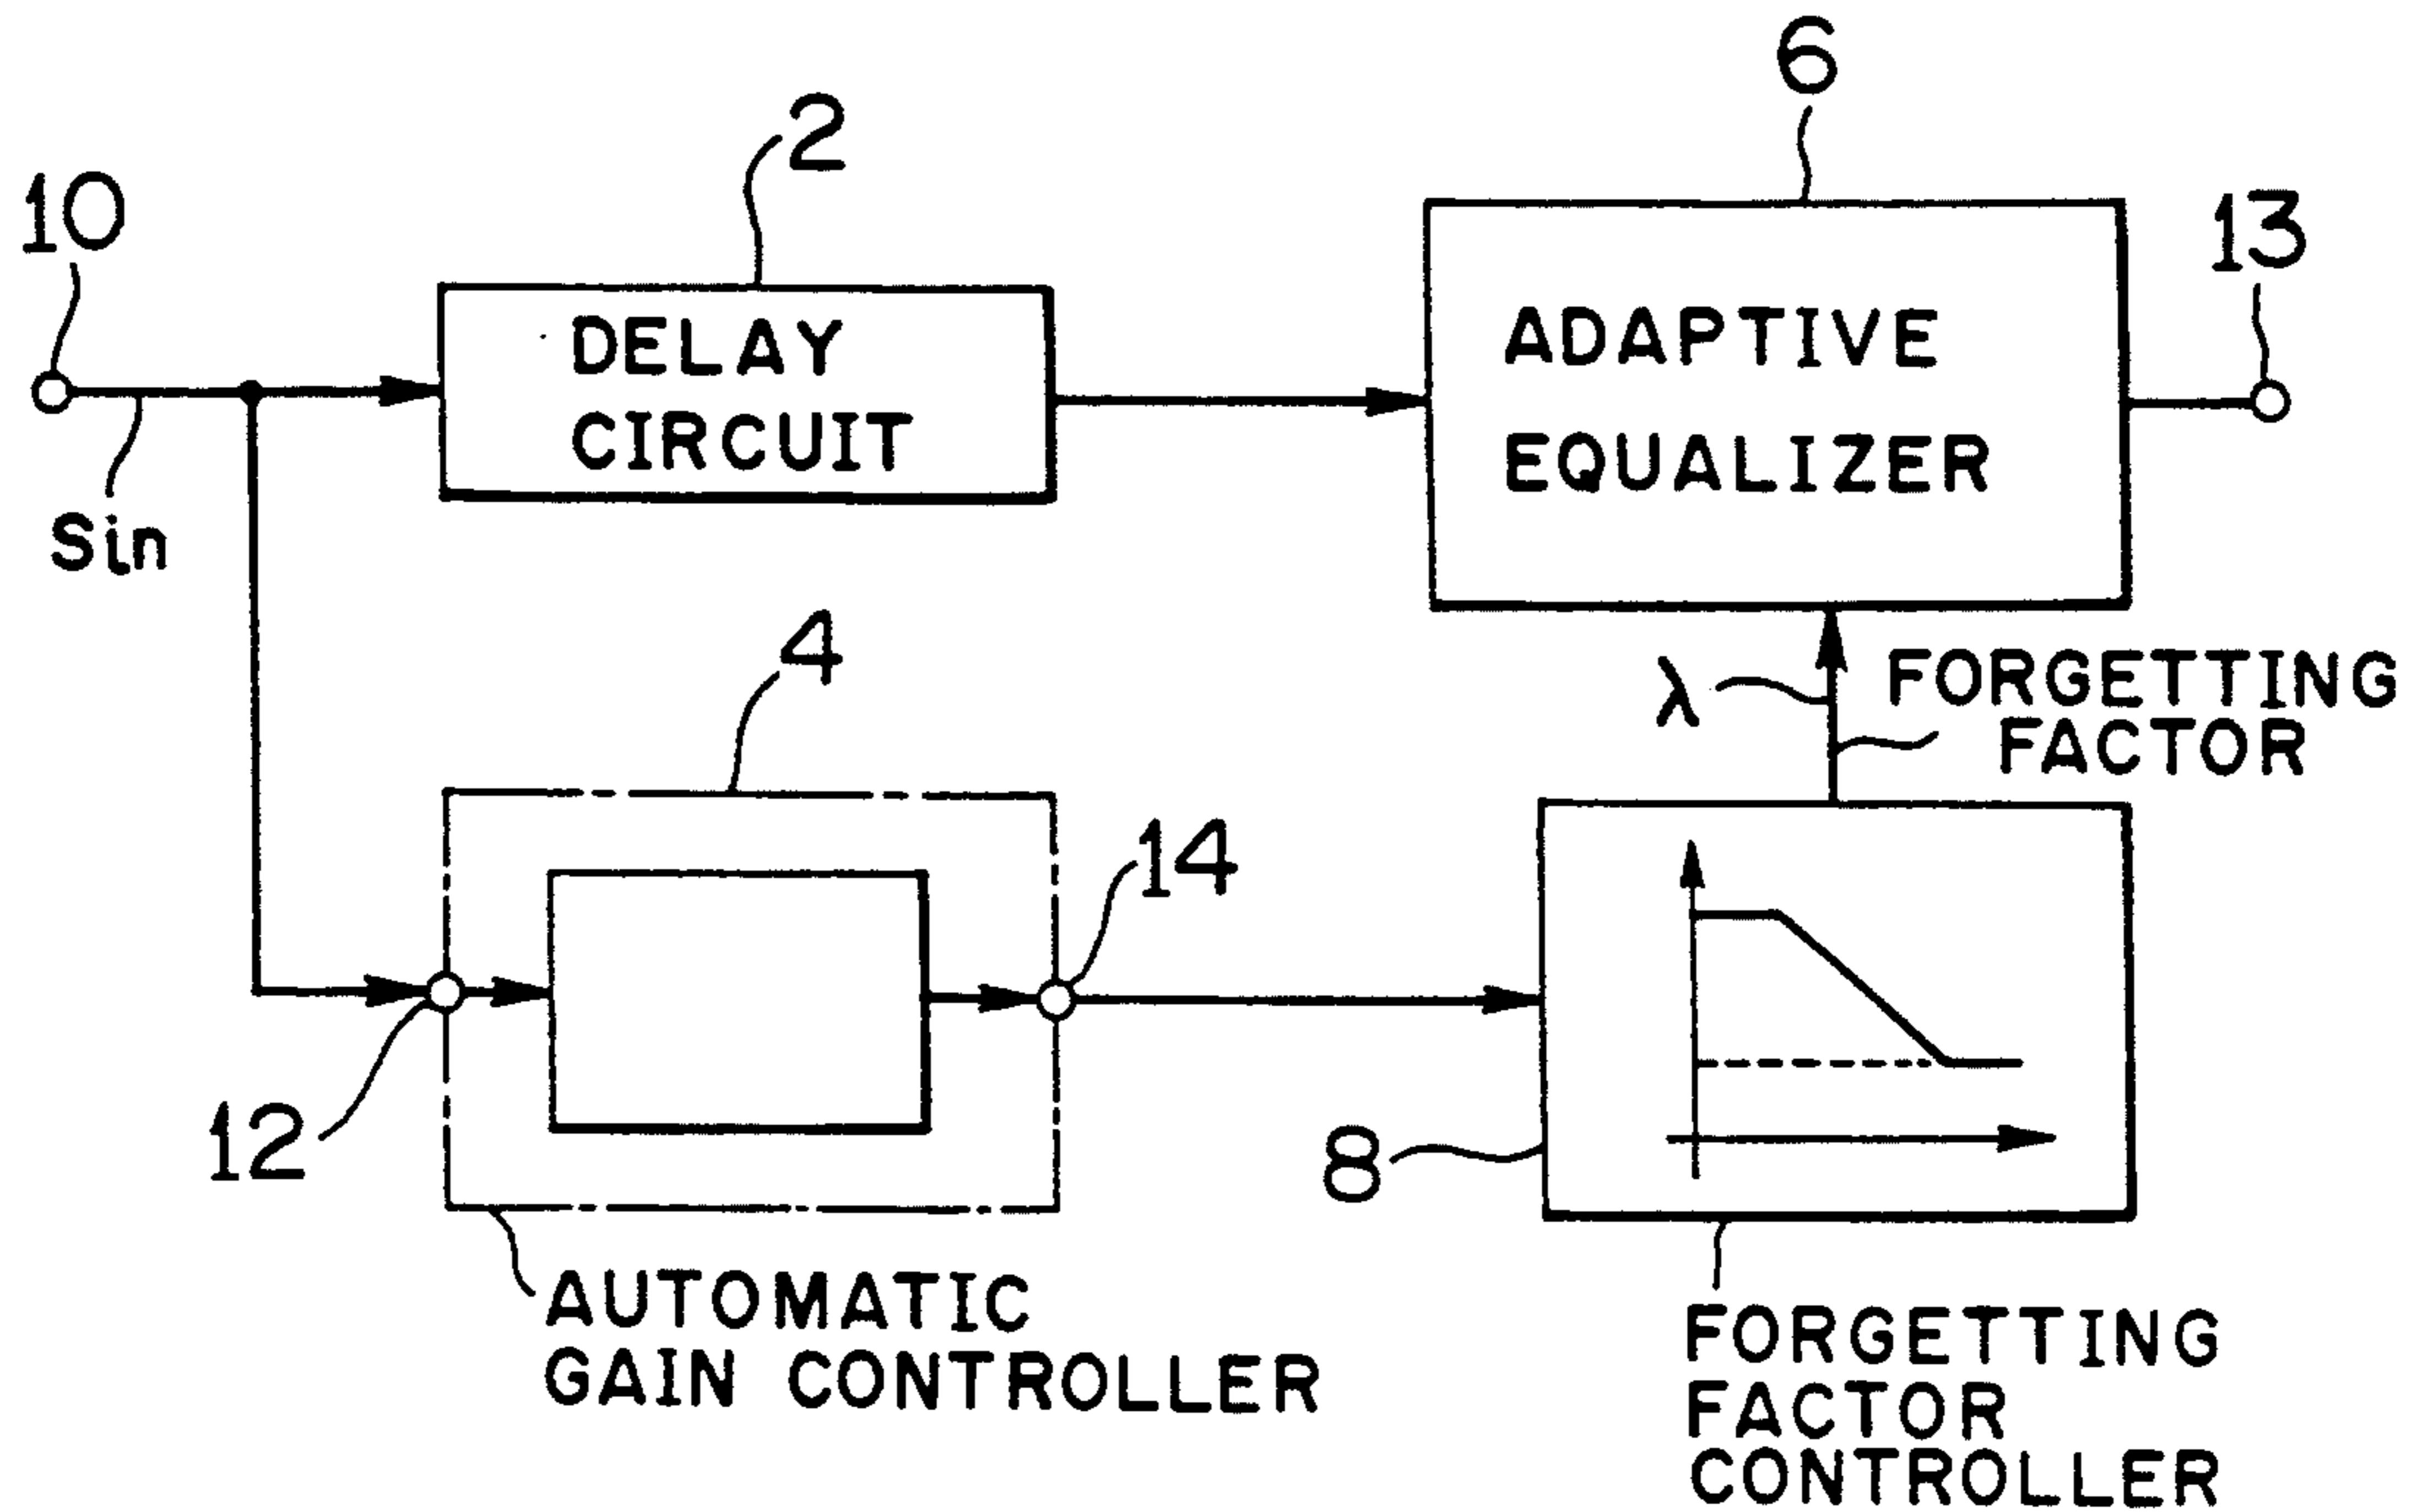 6
2
10
13
DELAY
CIRCUIT
ADAPTIVE
EQUALIZER
Sin
4
λ
FORGETTING
FACTOR
14
12
8
AUTOMATIC
GAIN CONTROLLER
FORGETTING
FACTOR
CONTROLLER